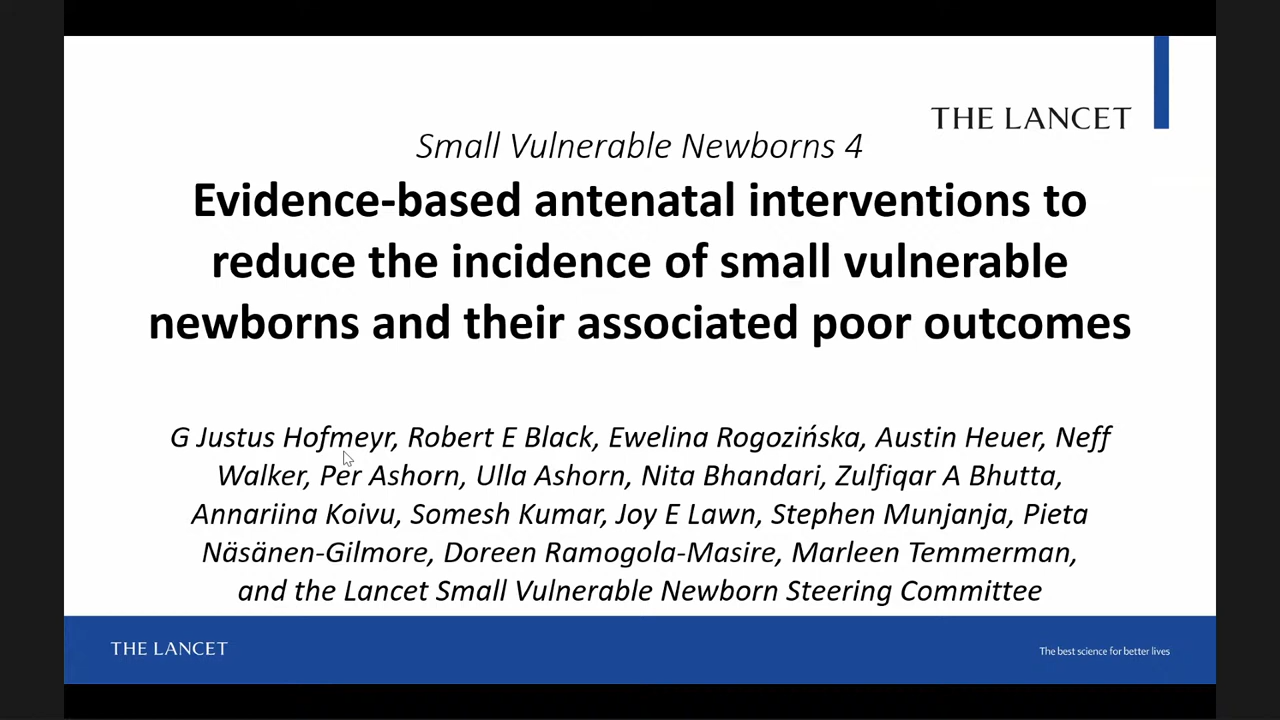 THE LANCET
Small Vulnerable Newborns 4
Evidence-based antenatal interventions to
reduce the incidence of small vulnerable
newborns and their associated poor outcomes
G Justus Hofmeyr, Robert E Black, Ewelina Rogozińska, Austin Heuer, Neff
Walker, Per Ashorn, Ulla Ashorn, Nita Bhandari, Zulfiqar A Bhutta,
Annariina Koivu, Somesh Kumar, Joy E Lawn, Stephen Munjanja, Pieta
Näsänen-Gilmore, Doreen Ramogola-Masire, Marleen Temmerman,
and the Lancet Small Vulnerable Newborn Steering Committee
THE LANCET
The best science for better lives